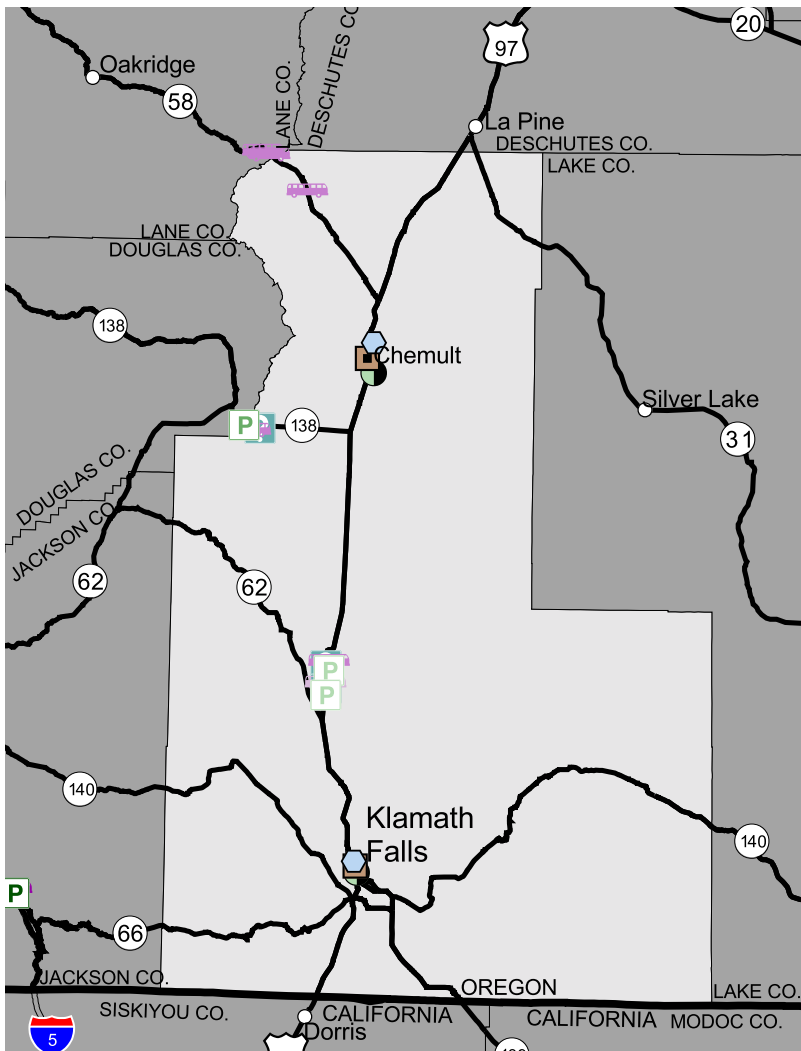 20
97
Oakridge
58
LANE CO.
DESCHUTES CO.
La Pine
DESCHUTES CO.
LAKE CO.
LANE CO.
DOUGLAS CO.
138
Chemult
Silver Lake
P
138
31
DOUGLAS CO.
JACKSON CO.
62
62
P
P
140
Klamath
Falls
140
P
66
JACKSON CO.
OREGON
LAKE CO.
SISKIYOU CO.
CALIFORNIA
CALIFORNIA
MODOC CO.
Dorris
5